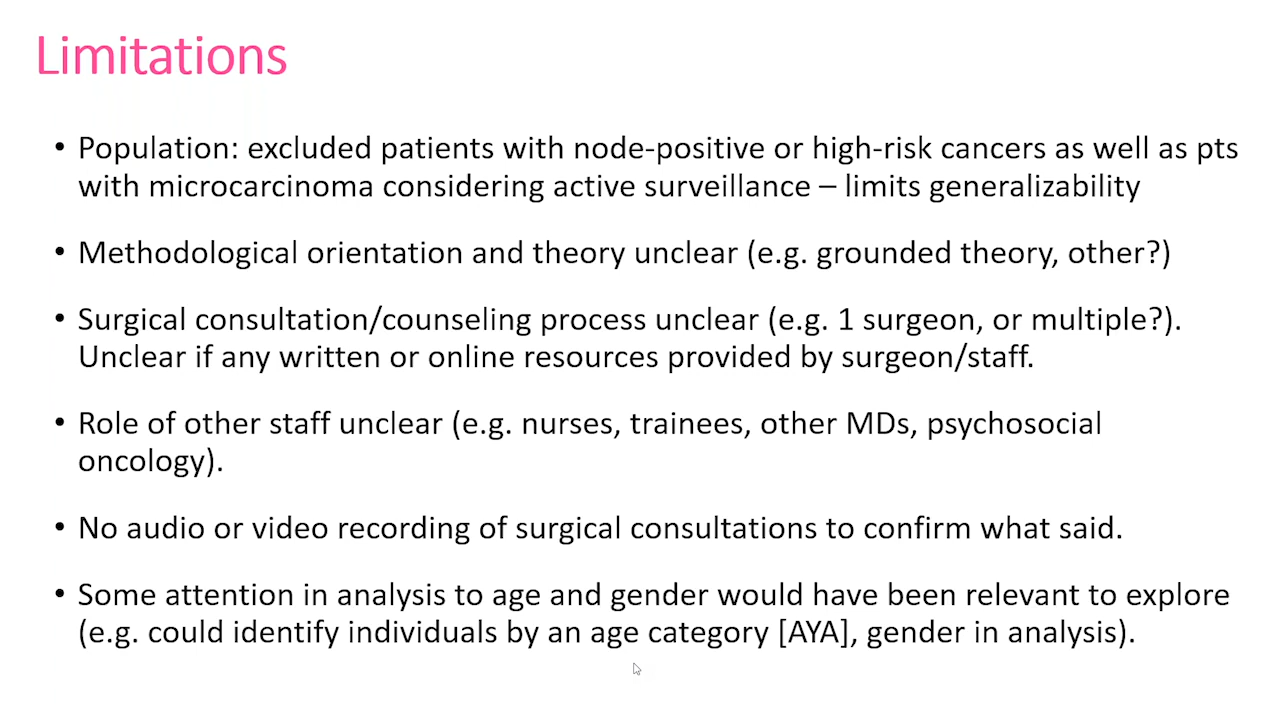 Limitations
• Population: excluded patients with node-positive or high-risk cancers as well as pts
with microcarcinoma considering active surveillance – limits generalizability
• Methodological orientation and theory unclear (e.g. grounded theory, other?)
• Surgical consultation/counseling process unclear (e.g. 1 surgeon, or multiple?).
Unclear if any written or online resources provided by surgeon/staff.
• Role of other staff unclear (e.g. nurses, trainees, other MDs, psychosocial
oncology).
• No audio or video recording of surgical consultations to confirm what said.
• Some attention in analysis to age and gender would have been relevant to explore
(e.g. could identify individuals by an age category [AYA], gender in analysis).